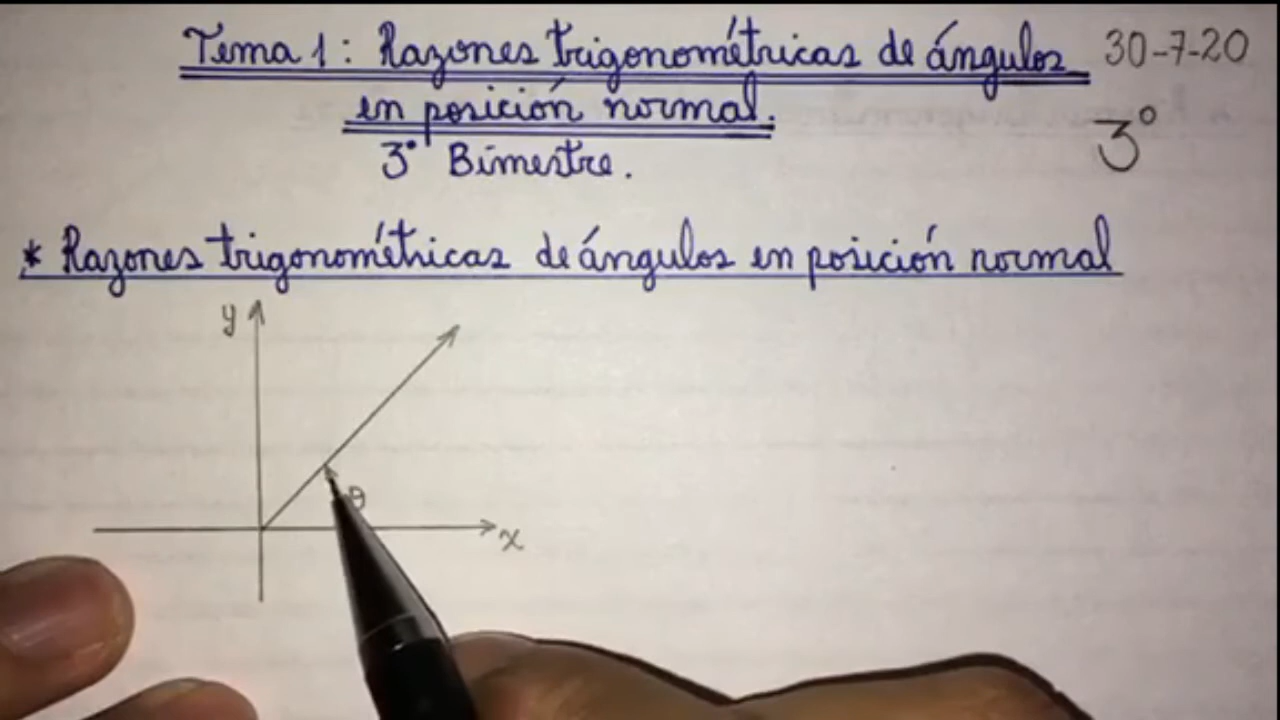 Tema 1: Razones trigonométricas de ángulos 30-7-20
en posición normal.
3°
3° Bimestre.
* Razones trigonométricas de ángulos en posición normal
y
θ
x